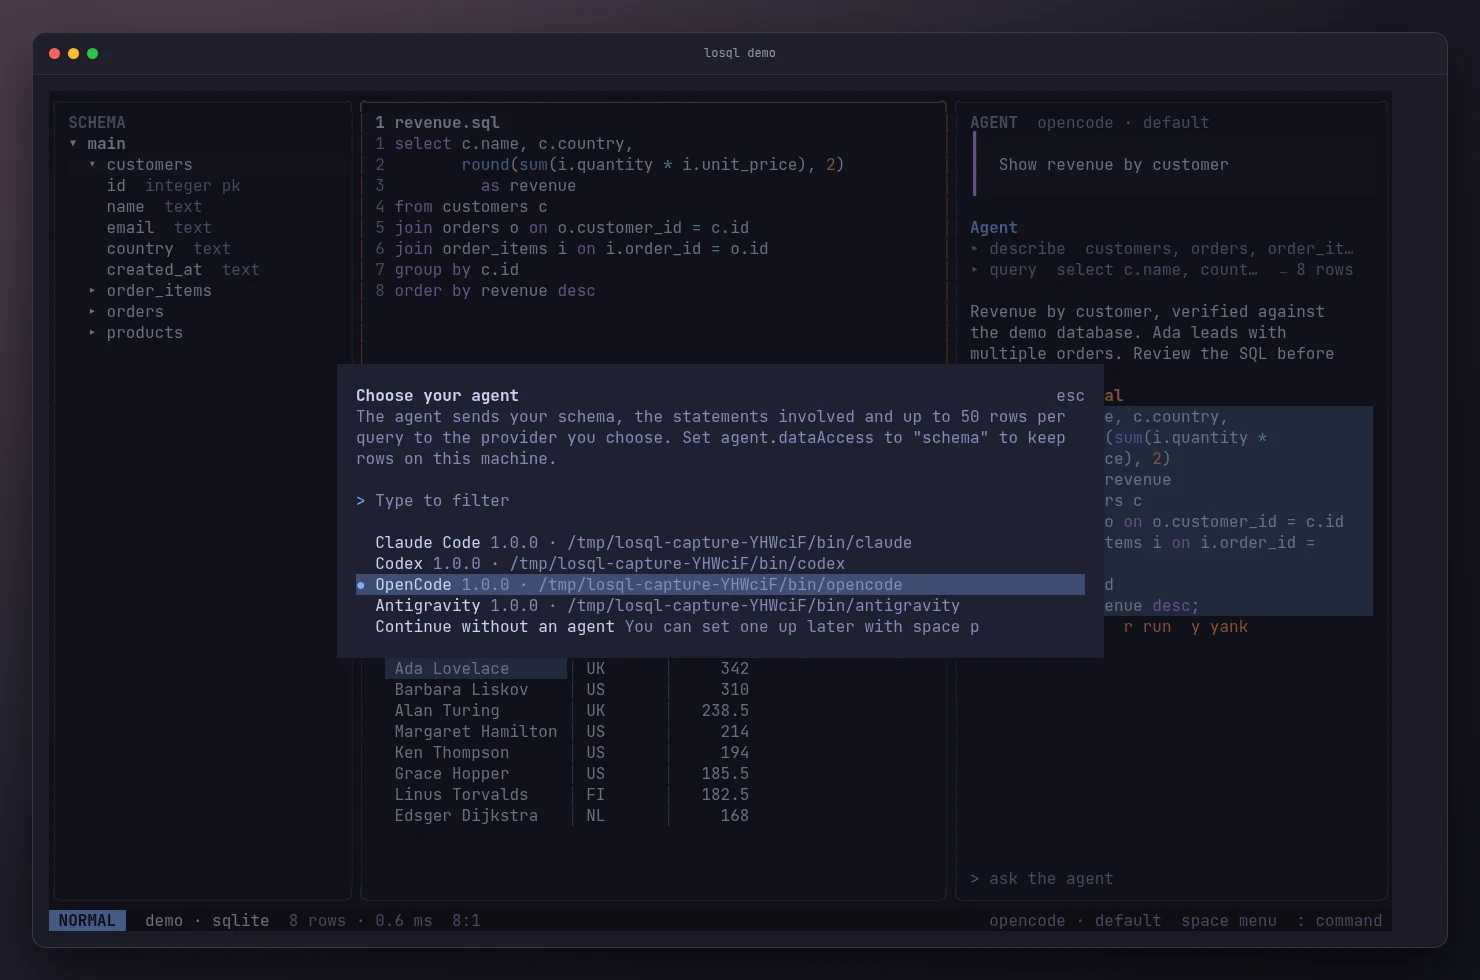 losql demo
SCHEMA
▾ main
▾ customers
id integer pk
name text
email text
country text
created_at text
▸ order_items
▸ orders
▸ products
1 revenue.sql
1 select c.name, c.country,
2 round(sum(i.quantity * i.unit_price), 2)
3 as revenue
4 from customers c
5 join orders o on o.customer_id = c.id
6 join order_items i on i.order_id = o.id
7 group by c.id
8 order by revenue desc
AGENT opencode · default
Show revenue by customer
Agent
▸ describe customers, orders, order_it…
▸ query select c.name, count… — 8 rows
Revenue by customer, verified against
the demo database. Ada leads with
multiple orders. Review the SQL before
al
e, c.country,
(sum(i.quantity *
ce), 2)
revenue
rs c
o on o.customer_id = c.id
tems i on i.order_id =
d
enue desc;
r run y yank
Choose your agent esc
The agent sends your schema, the statements involved and up to 50 rows per
query to the provider you choose. Set agent.dataAccess to "schema" to keep
rows on this machine.
> Type to filter
Claude Code 1.0.0 · /tmp/losql-capture-YHWciF/bin/claude
Codex 1.0.0 · /tmp/losql-capture-YHWciF/bin/codex
● OpenCode 1.0.0 · /tmp/losql-capture-YHWciF/bin/opencode
Antigravity 1.0.0 · /tmp/losql-capture-YHWciF/bin/antigravity
Continue without an agent You can set one up later with space p
Ada Lovelace │ UK │ 342
Barbara Liskov │ US │ 310
Alan Turing │ UK │ 238.5
Margaret Hamilton │ US │ 214
Ken Thompson │ US │ 194
Grace Hopper │ US │ 185.5
Linus Torvalds │ FI │ 182.5
Edsger Dijkstra │ NL │ 168
> ask the agent
NORMAL demo · sqlite 8 rows · 0.6 ms 8:1
opencode · default space menu : command